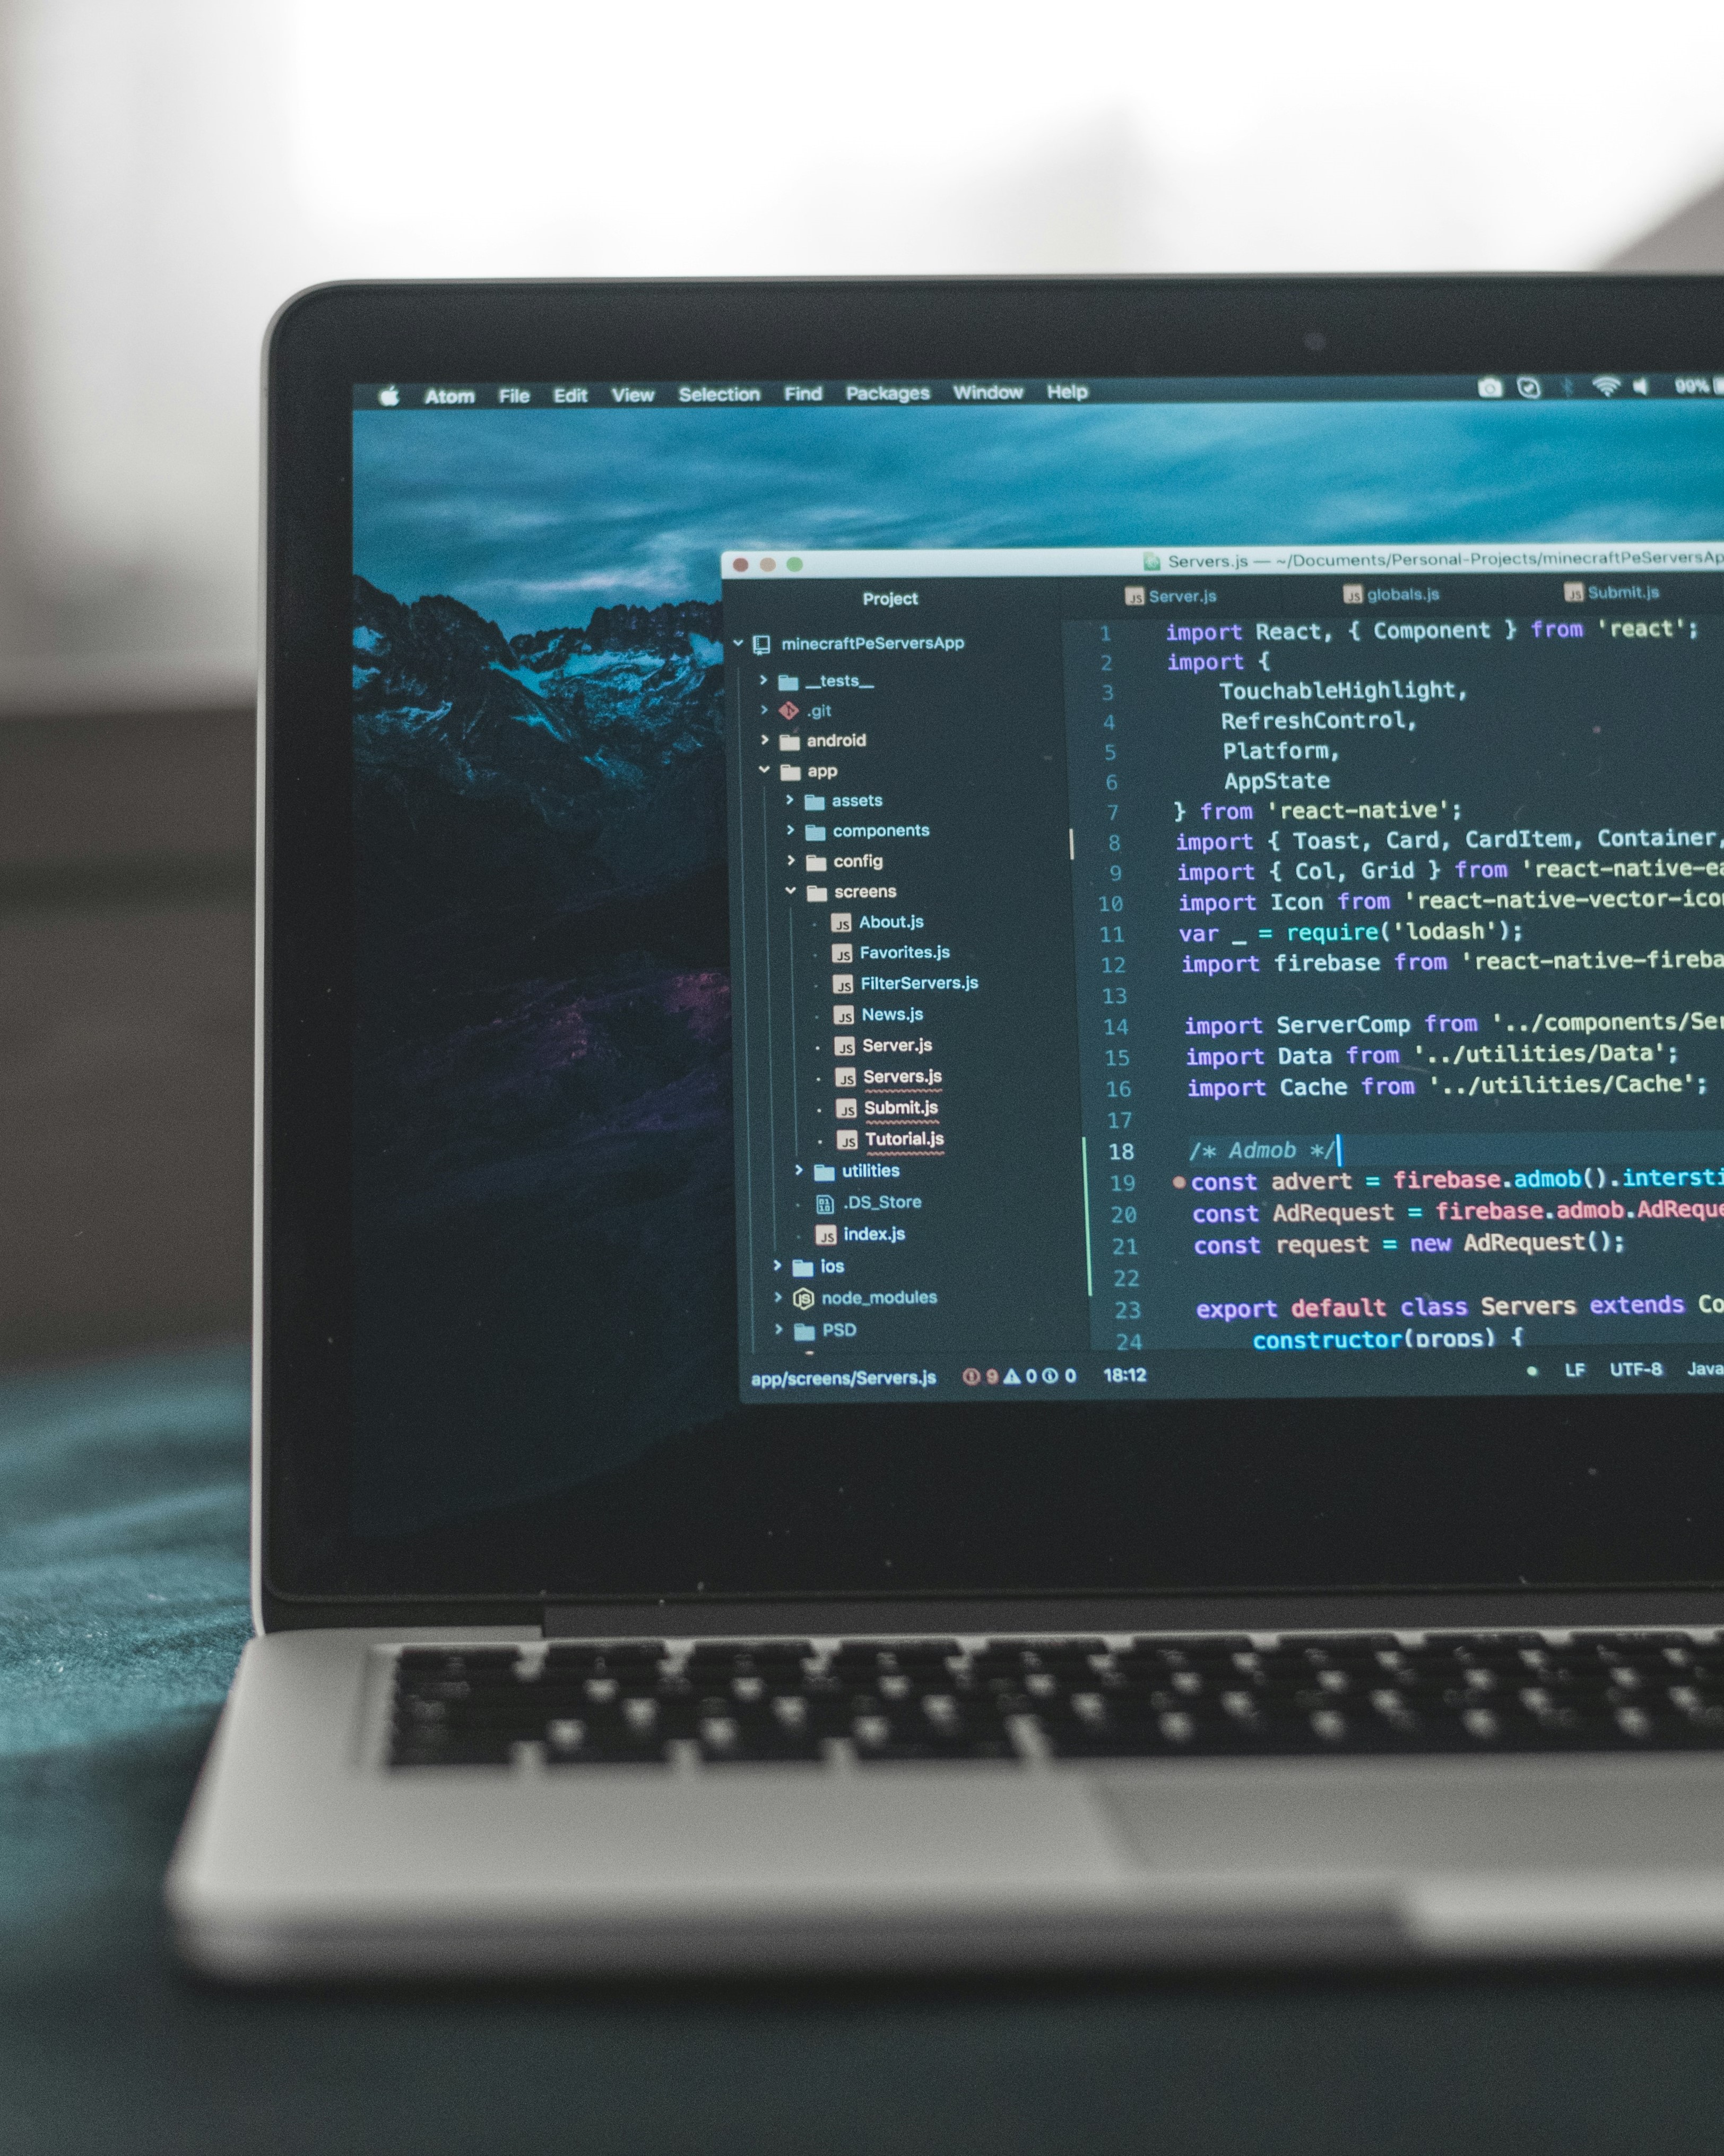 Atom File Edit View Selection Find Packages Window Help 99%
Servers.js — ~/Documents/Personal-Projects/minecraftPeServersAp
Project
Server.js globals.js Submit.js
minecraftPeServersApp
__tests__
.git
android
app
assets
components
config
screens
About.js
Favorites.js
FilterServers.js
News.js
Server.js
Servers.js
Submit.js
Tutorial.js
utilities
.DS_Store
index.js
ios
node_modules
PSD
1 import React, { Component } from 'react';
2 import {
3 TouchableHighlight,
4 RefreshControl,
5 Platform,
6 AppState
7 } from 'react-native';
8 import { Toast, Card, CardItem, Container,
9 import { Col, Grid } from 'react-native-ea
10 import Icon from 'react-native-vector-ico
11 var _ = require('lodash');
12 import firebase from 'react-native-fireba
13
14 import ServerComp from '../components/Ser
15 import Data from '../utilities/Data';
16 import Cache from '../utilities/Cache';
17
18 /* Admob */
19 const advert = firebase.admob().intersti
20 const AdRequest = firebase.admob.AdReque
21 const request = new AdRequest();
22
23 export default class Servers extends Co
24 constructor(props) {
app/screens/Servers.js 9 0 0 18:12 LF UTF-8 Java